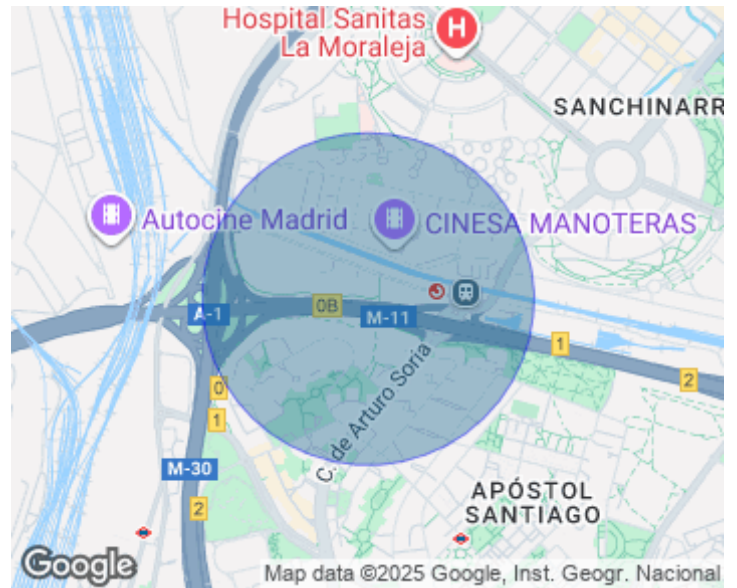 Hospital Sanitas
La Moraleja
H
SANCHINARR
Autocine Madrid
CINESA MANOTERAS
A-1
0B
M-11
1
2
0
1
C. de Arturo Soria
M-30
2
APÓSTOL
SANTIAGO
Google
Map data ©2025 Google, Inst. Geogr. Nacional